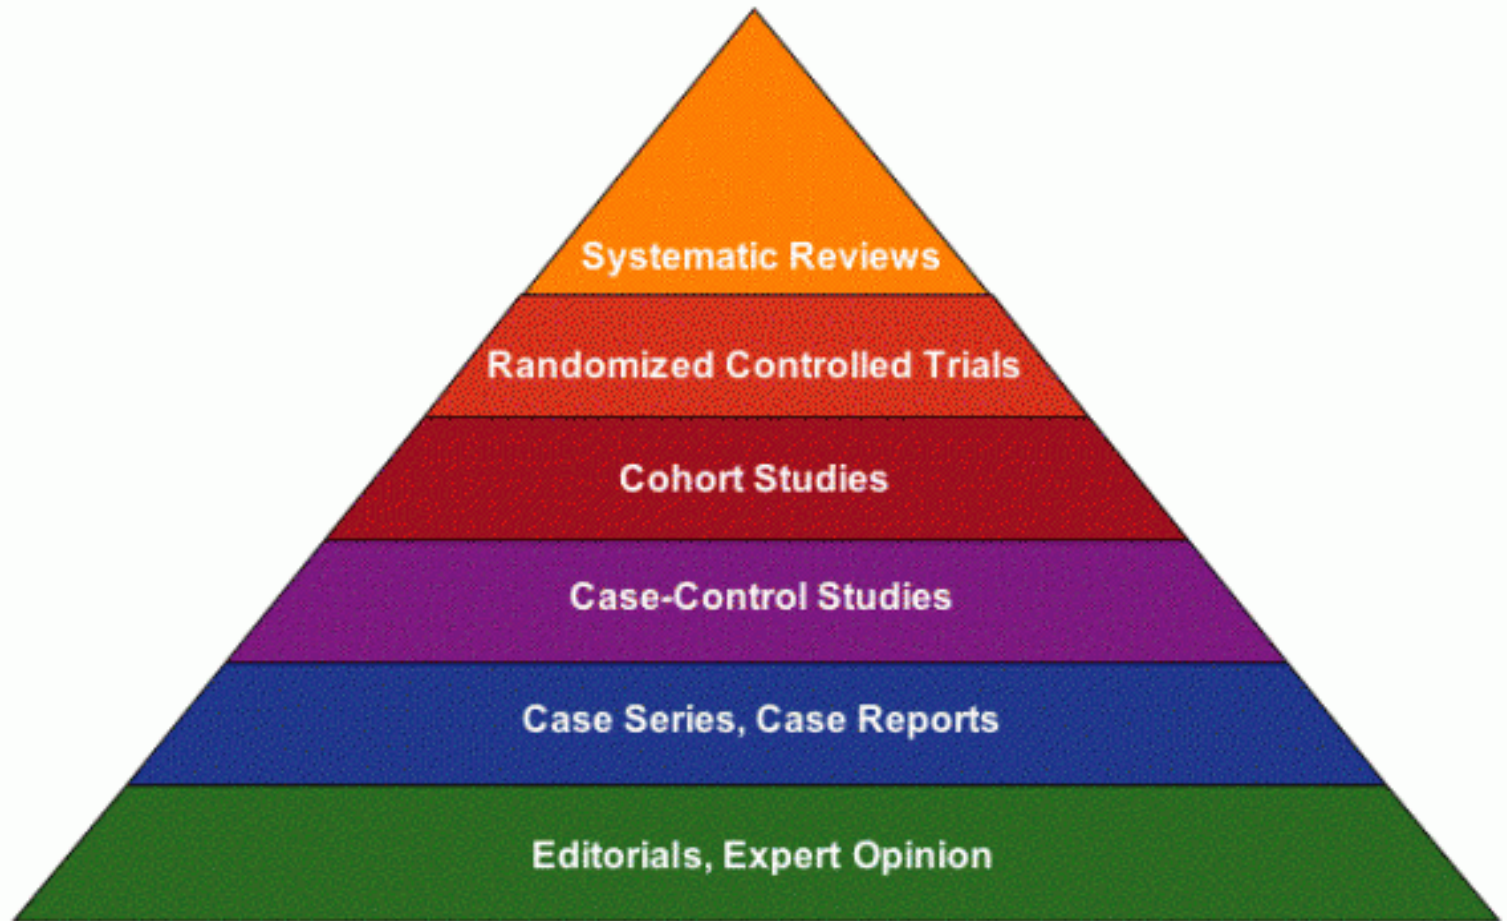 Systematic Reviews
Randomized Controlled Trials
Cohort Studies
Case-Control Studies
Case Series, Case Reports
Editorials, Expert Opinion